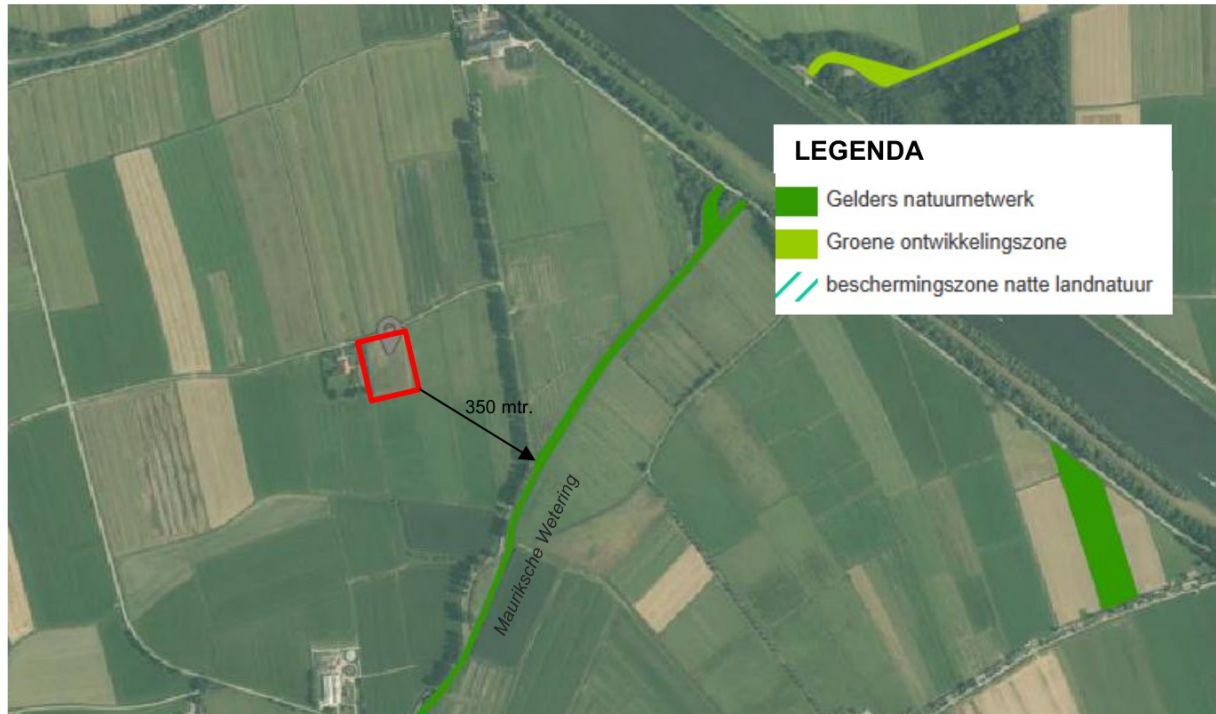 LEGENDA
Gelders natuurnetwerk
Groene ontwikkelingszone
beschermingszone natte landnatuur
350 mtr.
Mauriksche Wetering